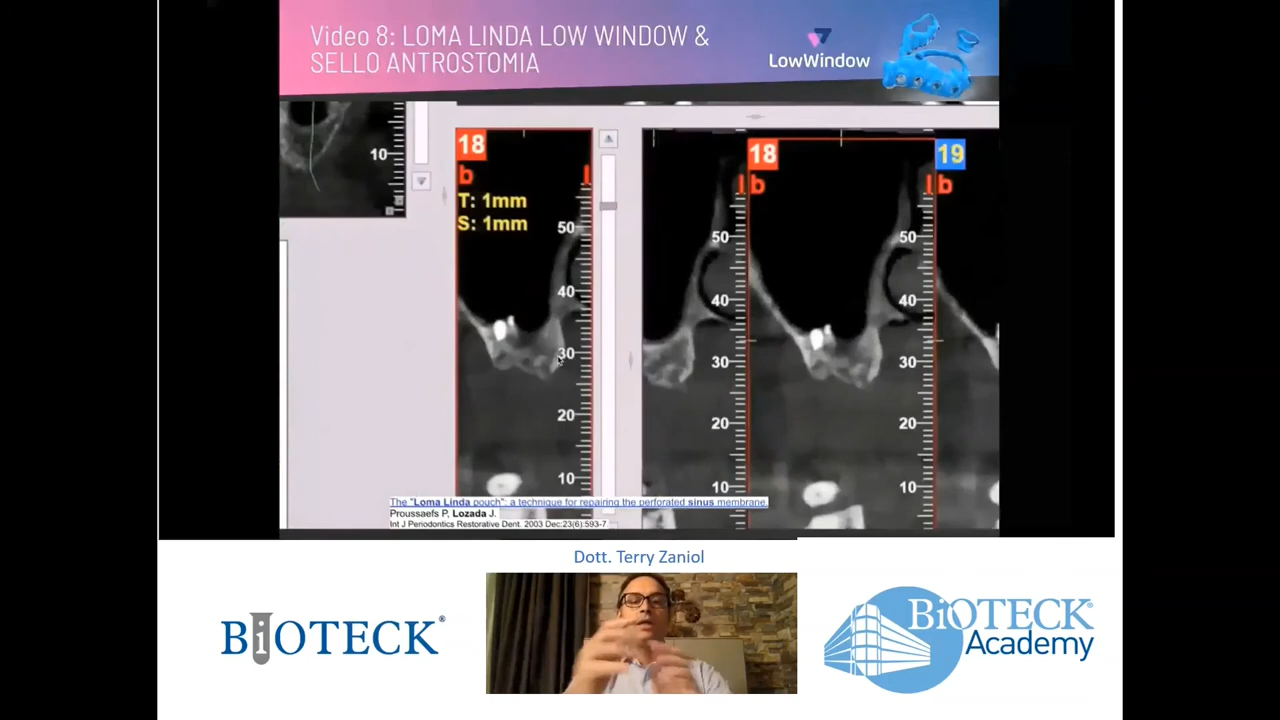 Video 8: LOMA LINDA LOW WINDOW &
SELLO ANTROSTOMIA
LowWindow
10
18
b
l
T: 1mm
S: 1mm
50
40
30
20
10
50
40
30
20
10
l
18
b
50
40
30
20
10
l
19
b
The "Loma Linda pouch": a technique for repairing the perforated sinus membrane.
Proussaefs P, Lozada J.
Int J Periodontics Restorative Dent. 2003 Dec;23(6):593-7
Dott. Terry Zaniol
BiOTECK®
BiOTECK®
Academy